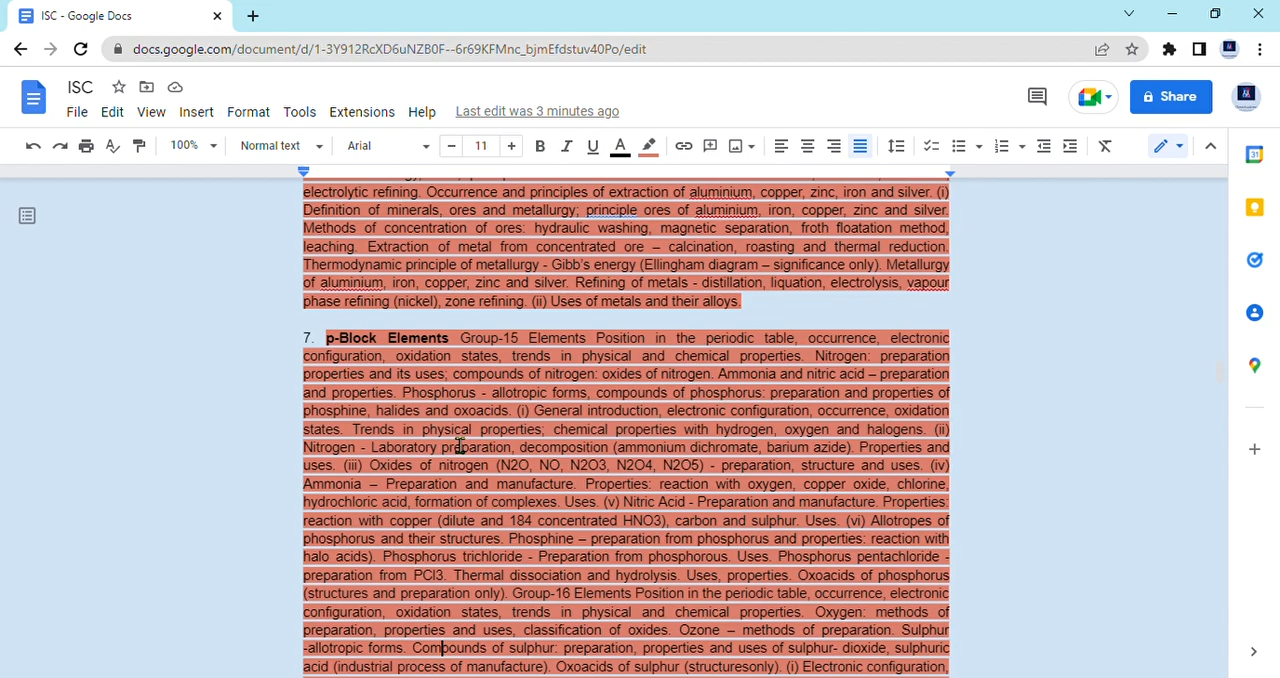 ISC - Google Docs
docs.google.com/document/d/1-3Y912RcXD6uNZB0F--6r69KFMnc_bjmEfdstuv40Po/edit
ISC
File Edit View Insert Format Tools Extensions Help Last edit was 3 minutes ago
Share
100% Normal text Arial 11
electrolytic refining. Occurrence and principles of extraction of aluminium, copper, zinc, iron and silver. (i)
Definition of minerals, ores and metallurgy; principle ores of aluminium, iron, copper, zinc and silver.
Methods of concentration of ores: hydraulic washing, magnetic separation, froth floatation method,
leaching. Extraction of metal from concentrated ore – calcination, roasting and thermal reduction.
Thermodynamic principle of metallurgy - Gibb's energy (Ellingham diagram – significance only). Metallurgy
of aluminium, iron, copper, zinc and silver. Refining of metals - distillation, liquation, electrolysis, vapour
phase refining (nickel), zone refining. (ii) Uses of metals and their alloys.
7. p-Block Elements Group-15 Elements Position in the periodic table, occurrence, electronic
configuration, oxidation states, trends in physical and chemical properties. Nitrogen: preparation
properties and its uses; compounds of nitrogen: oxides of nitrogen. Ammonia and nitric acid – preparation
and properties. Phosphorus - allotropic forms, compounds of phosphorus: preparation and properties of
phosphine, halides and oxoacids. (i) General introduction, electronic configuration, occurrence, oxidation
states. Trends in physical properties; chemical properties with hydrogen, oxygen and halogens. (ii)
Nitrogen - Laboratory preparation, decomposition (ammonium dichromate, barium azide). Properties and
uses. (iii) Oxides of nitrogen (N2O, NO, N2O3, N2O4, N2O5) - preparation, structure and uses. (iv)
Ammonia – Preparation and manufacture. Properties: reaction with oxygen, copper oxide, chlorine,
hydrochloric acid, formation of complexes. Uses. (v) Nitric Acid - Preparation and manufacture. Properties:
reaction with copper (dilute and 184 concentrated HNO3), carbon and sulphur. Uses. (vi) Allotropes of
phosphorus and their structures. Phosphine – preparation from phosphorus and properties: reaction with
halo acids). Phosphorus trichloride - Preparation from phosphorous. Uses. Phosphorus pentachloride -
preparation from PCl3. Thermal dissociation and hydrolysis. Uses, properties. Oxoacids of phosphorus
(structures and preparation only). Group-16 Elements Position in the periodic table, occurrence, electronic
configuration, oxidation states, trends in physical and chemical properties. Oxygen: methods of
preparation, properties and uses, classification of oxides. Ozone – methods of preparation. Sulphur
-allotropic forms. Compounds of sulphur: preparation, properties and uses of sulphur- dioxide, sulphuric
acid (industrial process of manufacture). Oxoacids of sulphur (structuresonly). (i) Electronic configuration,